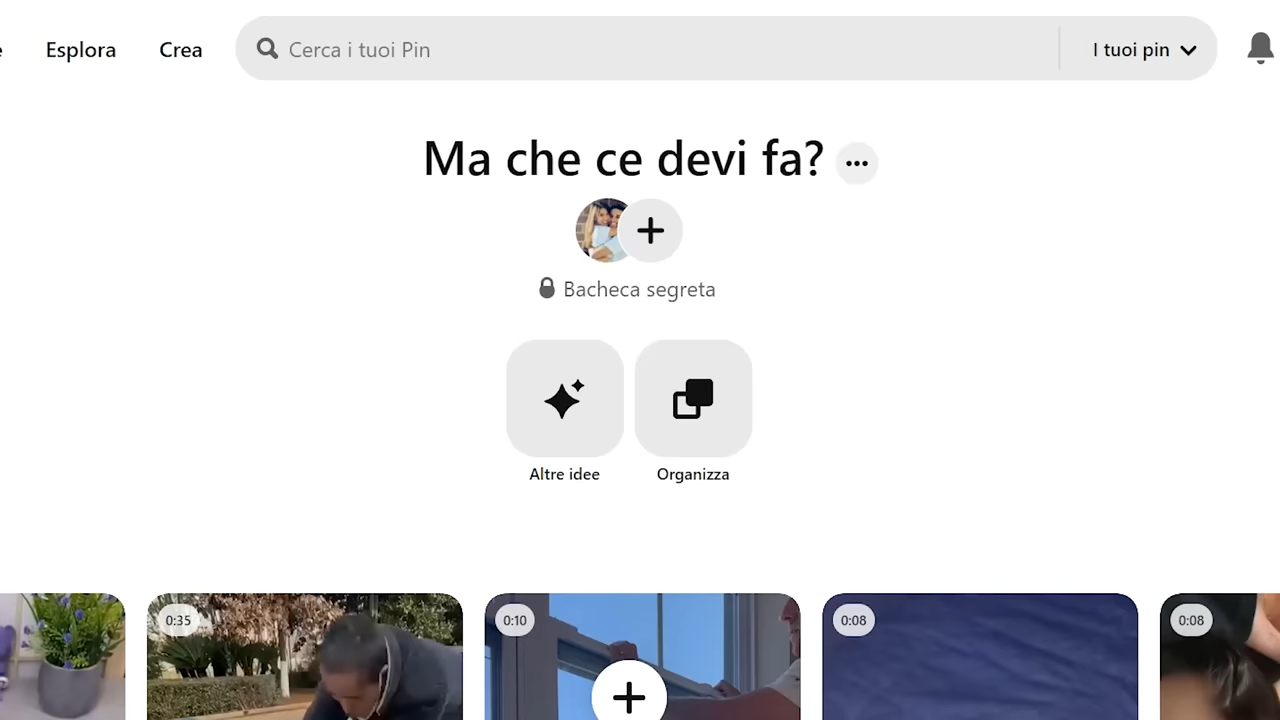 Esplora Crea Cerca i tuoi Pin I tuoi pin
Ma che ce devi fa?
Bacheca segreta
Altre idee Organizza
0:35 0:10 0:08 0:08